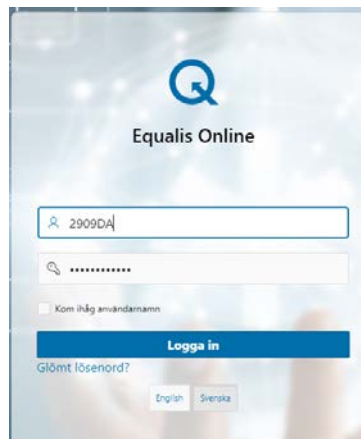 Equalis Online
2909DA
••••••••••••
Kom ihåg användarnamn
Logga in
Glömt lösenord?
English Svenska